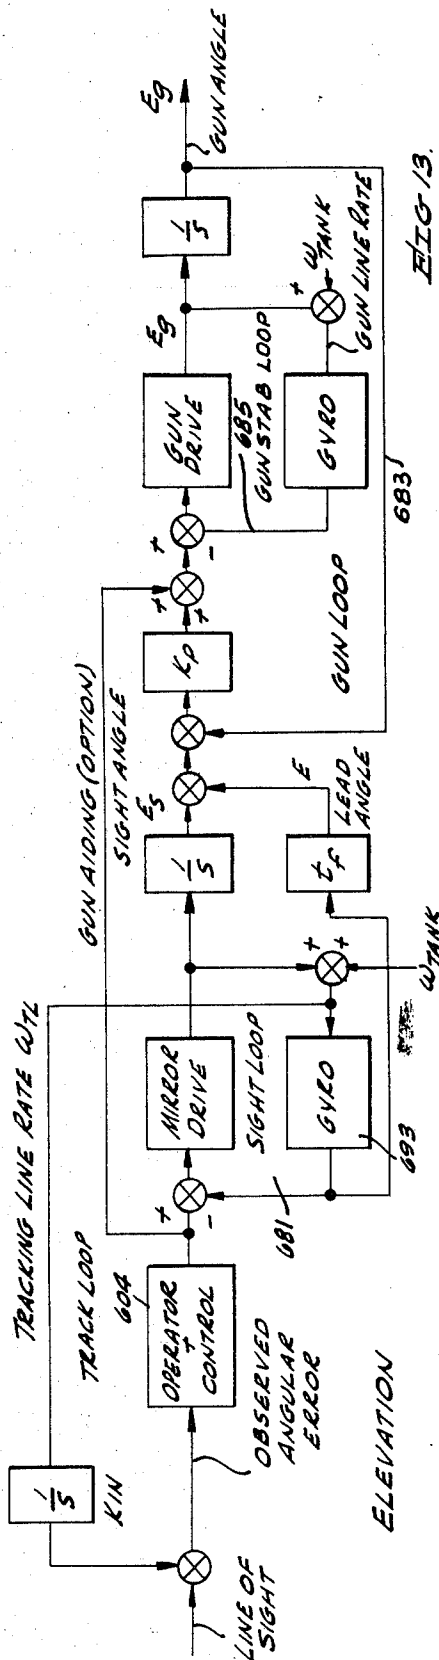 TRACKING LINE RATE ωTL
1/S
KIN
TRACK LOOP
LINE OF
SIGHT
OBSERVED
ANGULAR
ERROR
604
OPERATOR
+
CONTROL
GUN AIDING (OPTION)
+
-
MIRROR
DRIVE
SIGHT LOOP
681
GYRO
693
+
+
ωTANK
1/S
SIGHT ANGLE
Es
tf
E
LEAD
ANGLE
KP
+
+
+
-
GUN
DRIVE
685
GUN STAB LOOP
GYRO
GUN LOOP
683
Eg
+
ω
TANK
GUN LINE RATE
1/S
Eg
GUN ANGLE
ELEVATION
FIG 13.